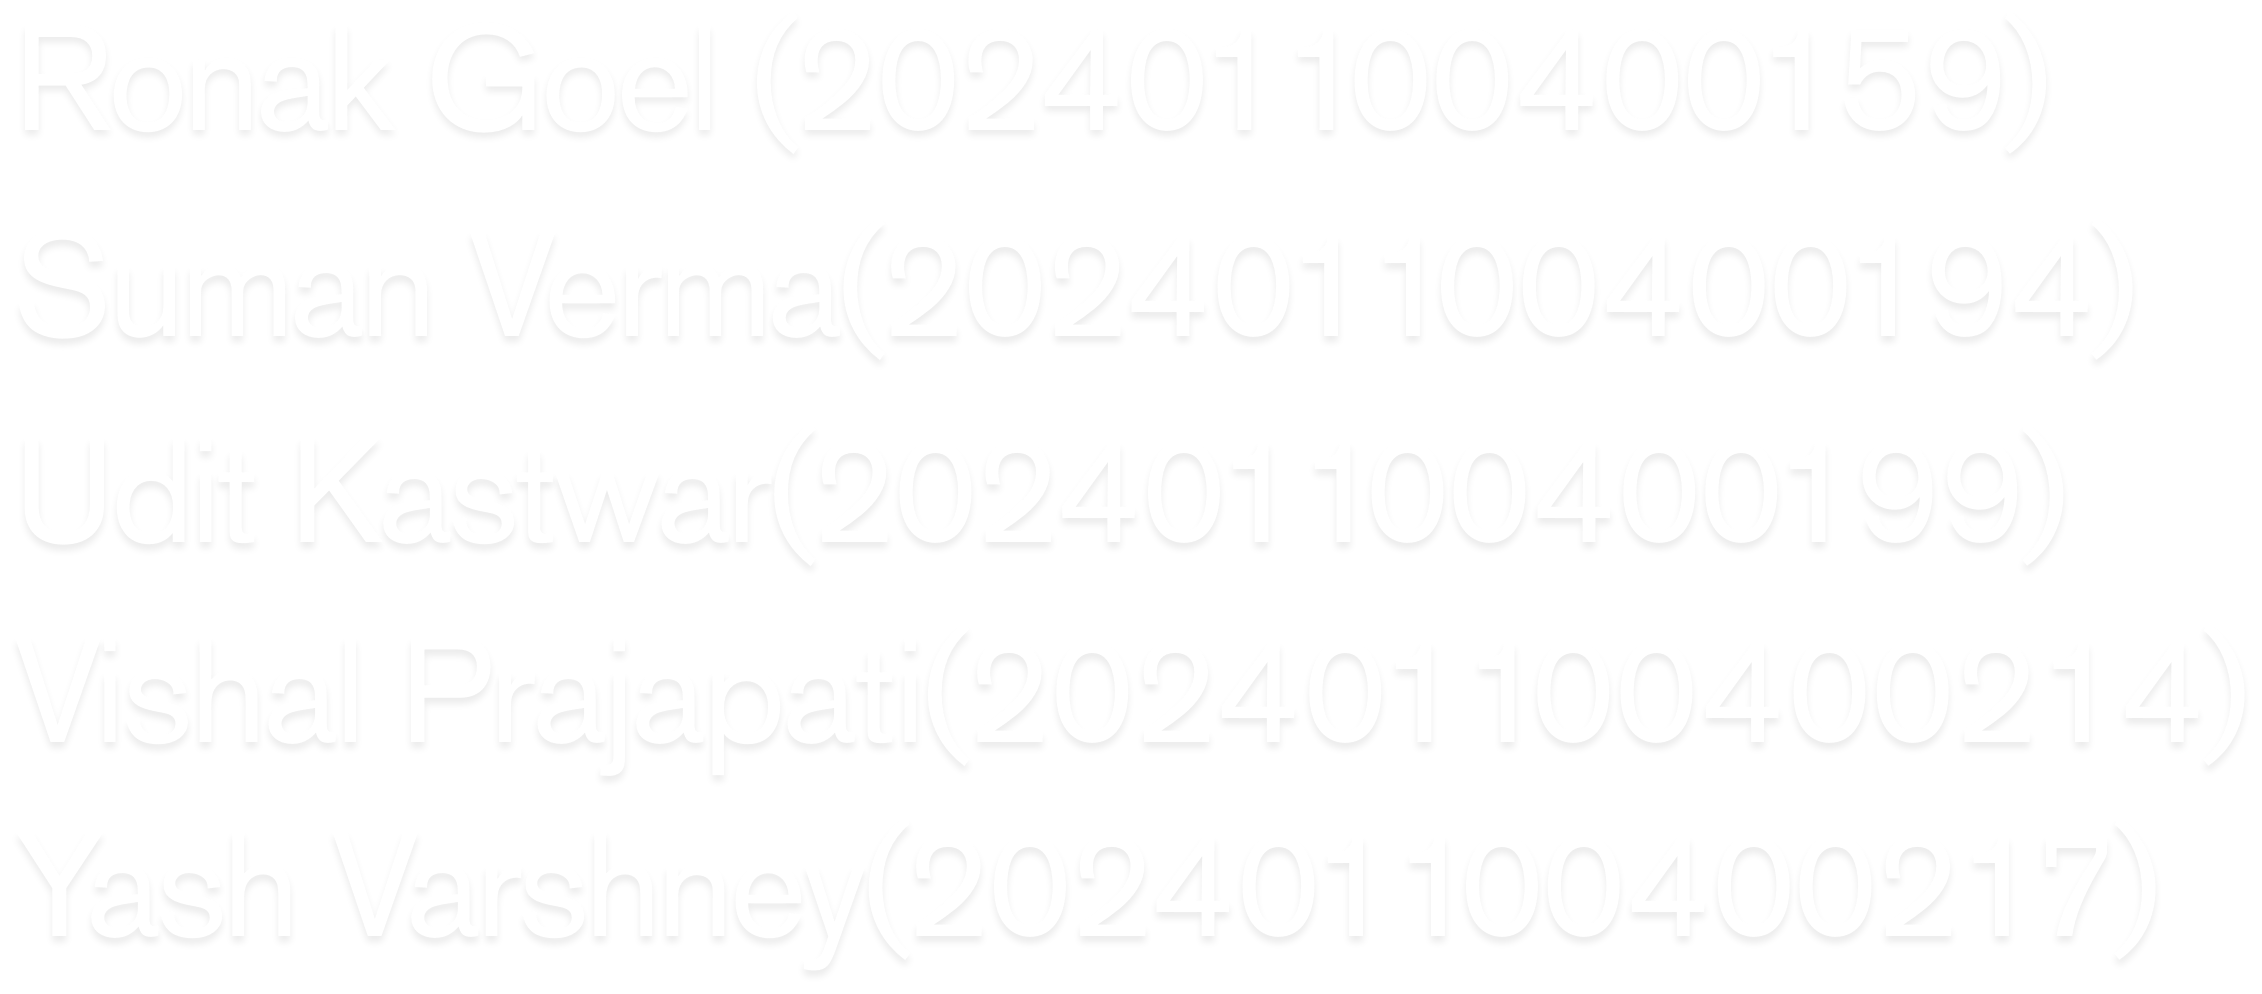 Ronak Goel (202401100400159)
Suman Verma(202401100400194)
Udit Kastwar(202401100400199)
Vishal Prajapati(202401100400214)
Yash Varshney(202401100400217)